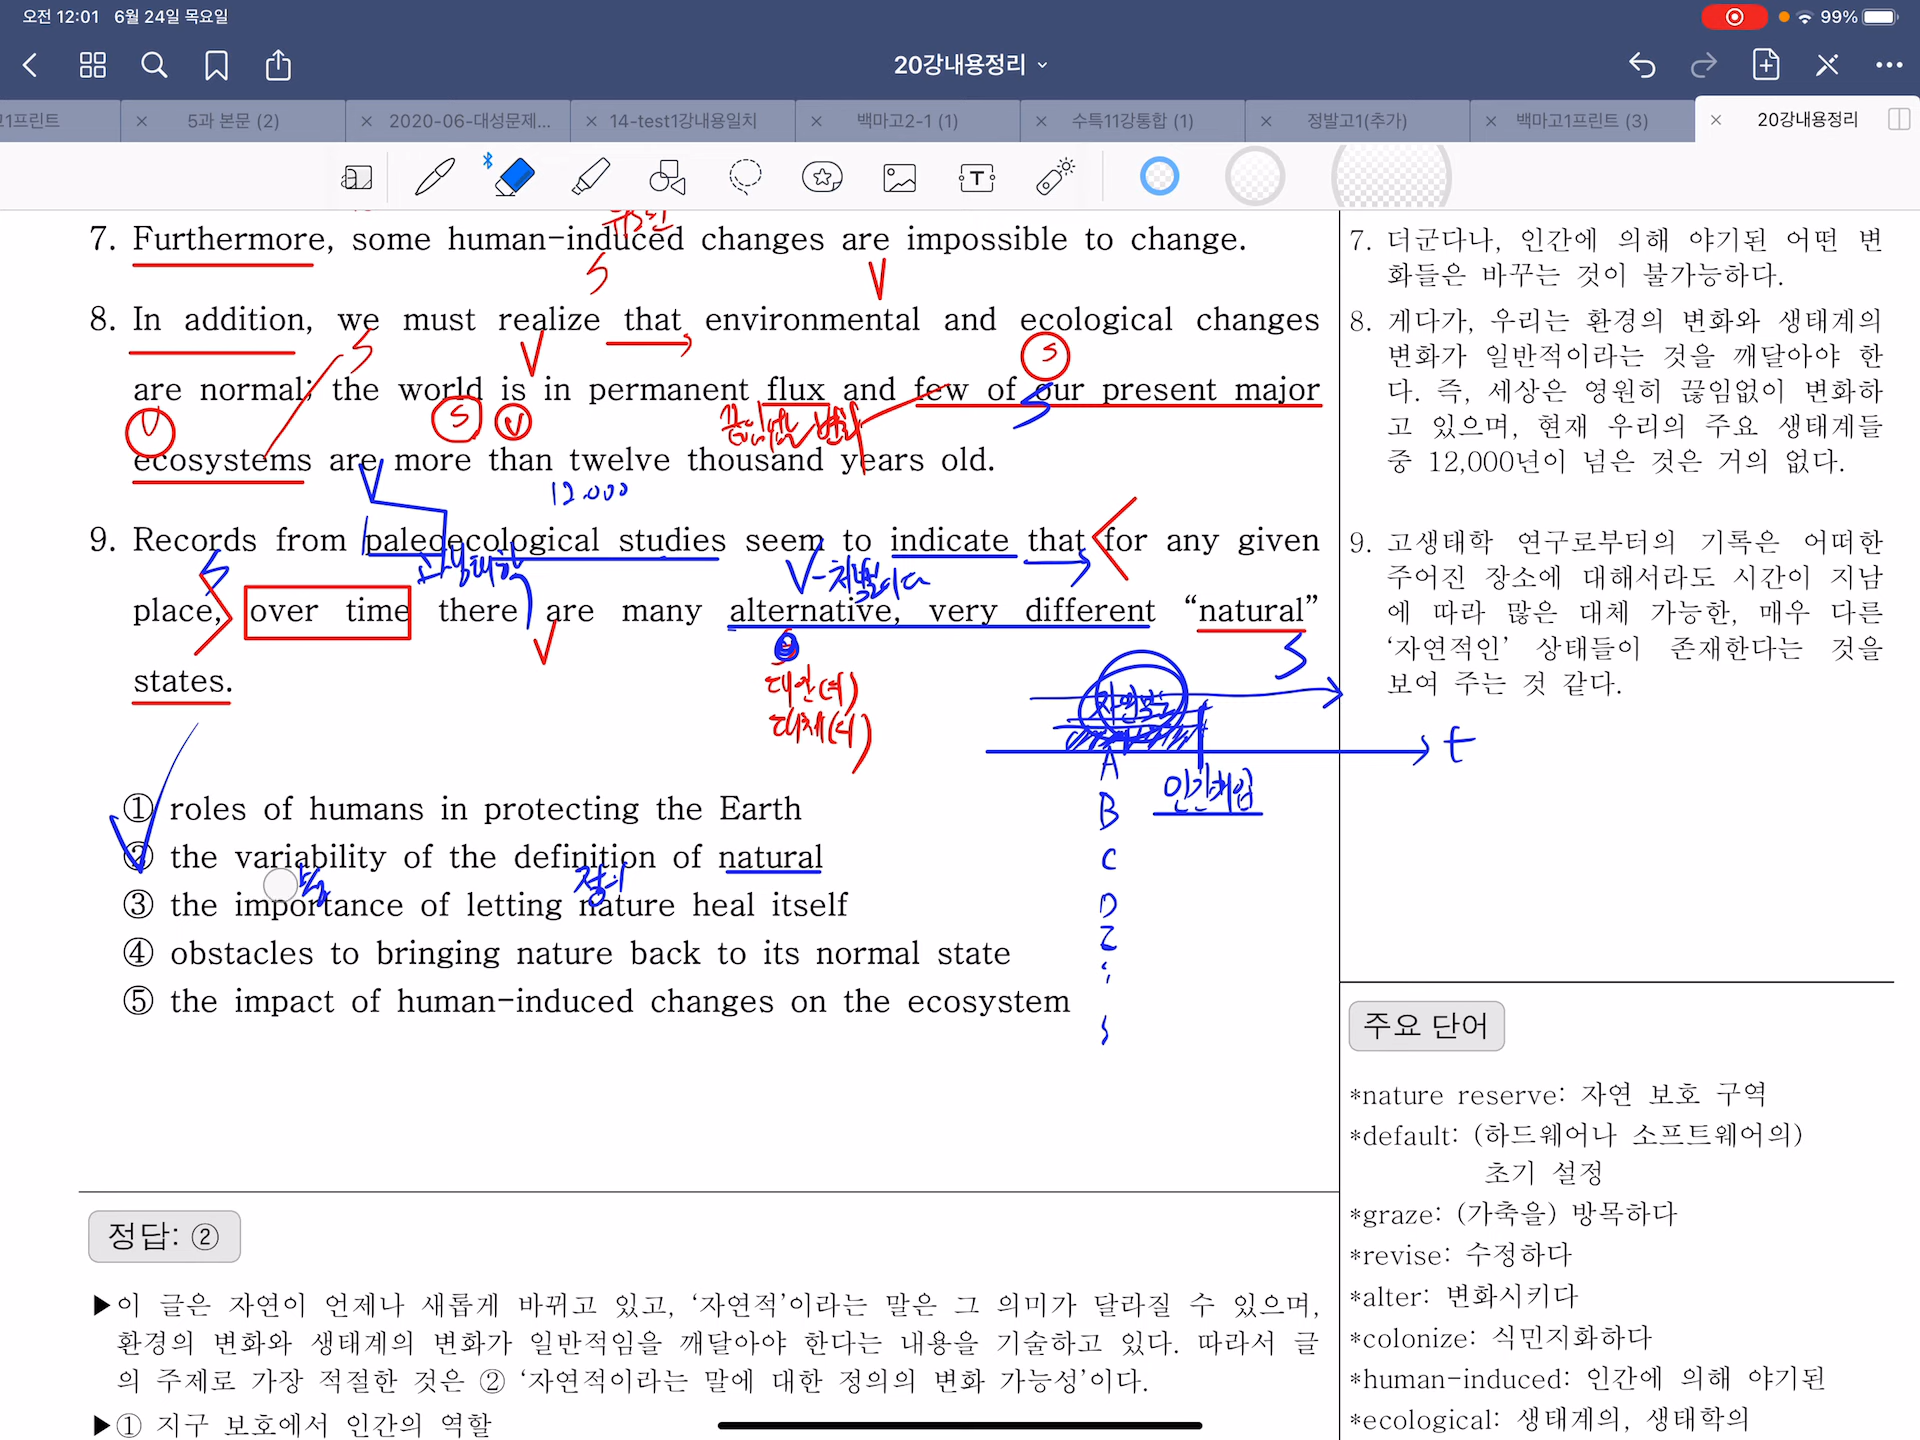 오전 12:01 6월 24일 목요일
99%
20강내용정리
고1프린트
5과 본문 (2)
2020-06-대성문제...
14-test1강내용일치
백마고2-1 (1)
수특11강통합 (1)
정발고1(추가)
백마고1프린트 (3)
20강내용정리
7. Furthermore, some human-induced changes are impossible to change.
S
V
8. In addition, we must realize that environmental and ecological changes
S
V
S
are normal; the world is in permanent flux and few of our present major
V
S
V
끊임없는 변화
S
ecosystems are more than twelve thousand years old.
V
12.000
9. Records from paleoecological studies seem to indicate that for any given
S
고생태학
V
place, over time there are many alternative, very different “natural”
V
S
states.
대안(의)
대체(의)
t
A
B
C
D
인간개입
① roles of humans in protecting the Earth
② the variability of the definition of natural
정의
③ the importance of letting nature heal itself
④ obstacles to bringing nature back to its normal state
⑤ the impact of human-induced changes on the ecosystem
정답: ②
▶이 글은 자연이 언제나 새롭게 바뀌고 있고, ‘자연적’이라는 말은 그 의미가 달라질 수 있으며,
환경의 변화와 생태계의 변화가 일반적임을 깨달아야 한다는 내용을 기술하고 있다. 따라서 글
의 주제로 가장 적절한 것은 ② ‘자연적이라는 말에 대한 정의의 변화 가능성’이다.
▶① 지구 보호에서 인간의 역할
7. 더군다나, 인간에 의해 야기된 어떤 변
화들은 바꾸는 것이 불가능하다.
8. 게다가, 우리는 환경의 변화와 생태계의
변화가 일반적이라는 것을 깨달아야 한
다. 즉, 세상은 영원히 끊임없이 변화하
고 있으며, 현재 우리의 주요 생태계들
중 12,000년이 넘은 것은 거의 없다.
9. 고생태학 연구로부터의 기록은 어떠한
주어진 장소에 대해서라도 시간이 지남
에 따라 많은 대체 가능한, 매우 다른
‘자연적인’ 상태들이 존재한다는 것을
보여 주는 것 같다.
주요 단어
*nature reserve: 자연 보호 구역
*default: (하드웨어나 소프트웨어의)
초기 설정
*graze: (가축을) 방목하다
*revise: 수정하다
*alter: 변화시키다
*colonize: 식민지화하다
*human-induced: 인간에 의해 야기된
*ecological: 생태계의, 생태학의